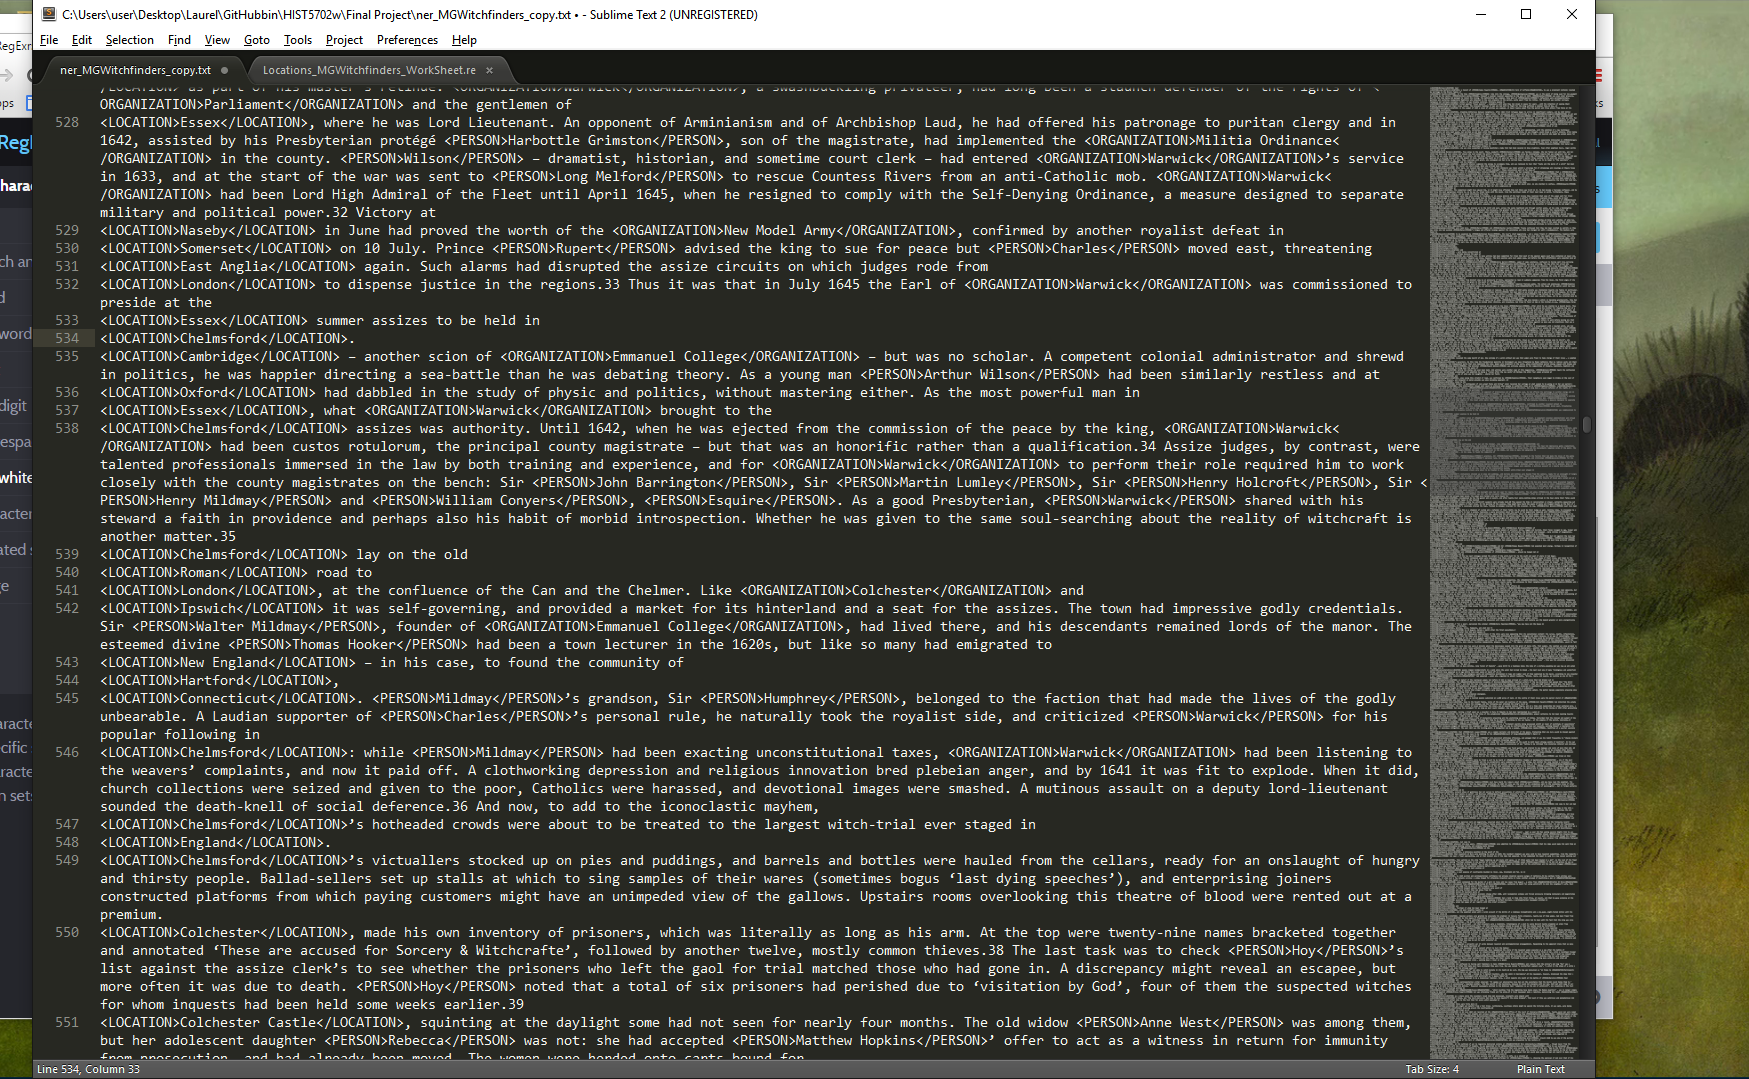 C:\Users\user\Desktop\Laurel\GitHubbin\HIST5702w\Final Project\ner_MGWitchfinders_copy.txt • - Sublime Text 2 (UNREGISTERED)
File Edit Selection Find View Goto Tools Project Preferences Help
ner_MGWitchfinders_copy.txt
Locations_MGWitchfinders_WorkSheet.re ×
/LOCATION> as part of his master's retinue. <ORGANIZATION>Warwick</ORGANIZATION>, a swashbuckling privateer, had long been a staunch defender of the rights of <
ORGANIZATION>Parliament</ORGANIZATION> and the gentlemen of
528 <LOCATION>Essex</LOCATION>, where he was Lord Lieutenant. An opponent of Arminianism and of Archbishop Laud, he had offered his patronage to puritan clergy and in
1642, assisted by his Presbyterian protégé <PERSON>Harbottle Grimston</PERSON>, son of the magistrate, had implemented the <ORGANIZATION>Militia Ordinance<
/ORGANIZATION> in the county. <PERSON>Wilson</PERSON> – dramatist, historian, and sometime court clerk – had entered <ORGANIZATION>Warwick</ORGANIZATION>’s service
in 1633, and at the start of the war was sent to <PERSON>Long Melford</PERSON> to rescue Countess Rivers from an anti-Catholic mob. <ORGANIZATION>Warwick<
/ORGANIZATION> had been Lord High Admiral of the Fleet until April 1645, when he resigned to comply with the Self-Denying Ordinance, a measure designed to separate
military and political power.32 Victory at
529 <LOCATION>Naseby</LOCATION> in June had proved the worth of the <ORGANIZATION>New Model Army</ORGANIZATION>, confirmed by another royalist defeat in
530 <LOCATION>Somerset</LOCATION> on 10 July. Prince <PERSON>Rupert</PERSON> advised the king to sue for peace but <PERSON>Charles</PERSON> moved east, threatening
531 <LOCATION>East Anglia</LOCATION> again. Such alarms had disrupted the assize circuits on which judges rode from
532 <LOCATION>London</LOCATION> to dispense justice in the regions.33 Thus it was that in July 1645 the Earl of <ORGANIZATION>Warwick</ORGANIZATION> was commissioned to
preside at the
533 <LOCATION>Essex</LOCATION> summer assizes to be held in
534 <LOCATION>Chelmsford</LOCATION>.
535 <LOCATION>Cambridge</LOCATION> – another scion of <ORGANIZATION>Emmanuel College</ORGANIZATION> – but was no scholar. A competent colonial administrator and shrewd
in politics, he was happier directing a sea-battle than he was debating theory. As a young man <PERSON>Arthur Wilson</PERSON> had been similarly restless and at
536 <LOCATION>Oxford</LOCATION> had dabbled in the study of physic and politics, without mastering either. As the most powerful man in
537 <LOCATION>Essex</LOCATION>, what <ORGANIZATION>Warwick</ORGANIZATION> brought to the
538 <LOCATION>Chelmsford</LOCATION> assizes was authority. Until 1642, when he was ejected from the commission of the peace by the king, <ORGANIZATION>Warwick<
/ORGANIZATION> had been custos rotulorum, the principal county magistrate – but that was an honorific rather than a qualification.34 Assize judges, by contrast, were
talented professionals immersed in the law by both training and experience, and for <ORGANIZATION>Warwick</ORGANIZATION> to perform their role required him to work
closely with the county magistrates on the bench: Sir <PERSON>John Barrington</PERSON>, Sir <PERSON>Martin Lumley</PERSON>, Sir <PERSON>Henry Holcroft</PERSON>, Sir <
PERSON>Henry Mildmay</PERSON> and <PERSON>William Conyers</PERSON>, <PERSON>Esquire</PERSON>. As a good Presbyterian, <PERSON>Warwick</PERSON> shared with his
steward a faith in providence and perhaps also his habit of morbid introspection. Whether he was given to the same soul-searching about the reality of witchcraft is
another matter.35
539 <LOCATION>Chelmsford</LOCATION> lay on the old
540 <LOCATION>Roman</LOCATION> road to
541 <LOCATION>London</LOCATION>, at the confluence of the Can and the Chelmer. Like <ORGANIZATION>Colchester</ORGANIZATION> and
542 <LOCATION>Ipswich</LOCATION> it was self-governing, and provided a market for its hinterland and a seat for the assizes. The town had impressive godly credentials.
Sir <PERSON>Walter Mildmay</PERSON>, founder of <ORGANIZATION>Emmanuel College</ORGANIZATION>, had lived there, and his descendants remained lords of the manor. The
esteemed divine <PERSON>Thomas Hooker</PERSON> had been a town lecturer in the 1620s, but like so many had emigrated to
543 <LOCATION>New England</LOCATION> – in his case, to found the community of
544 <LOCATION>Hartford</LOCATION>,
545 <LOCATION>Connecticut</LOCATION>. <PERSON>Mildmay</PERSON>’s grandson, Sir <PERSON>Humphrey</PERSON>, belonged to the faction that had made the lives of the godly
unbearable. A Laudian supporter of <PERSON>Charles</PERSON>’s personal rule, he naturally took the royalist side, and criticized <PERSON>Warwick</PERSON> for his
popular following in
546 <LOCATION>Chelmsford</LOCATION>: while <PERSON>Mildmay</PERSON> had been exacting unconstitutional taxes, <ORGANIZATION>Warwick</ORGANIZATION> had been listening to
the weavers’ complaints, and now it paid off. A clothworking depression and religious innovation bred plebeian anger, and by 1641 it was fit to explode. When it did,
church collections were seized and given to the poor, Catholics were harassed, and devotional images were smashed. A mutinous assault on a deputy lord-lieutenant
sounded the death-knell of social deference.36 And now, to add to the iconoclastic mayhem,
547 <LOCATION>Chelmsford</LOCATION>’s hotheaded crowds were about to be treated to the largest witch-trial ever staged in
548 <LOCATION>England</LOCATION>.
549 <LOCATION>Chelmsford</LOCATION>’s victuallers stocked up on pies and puddings, and barrels and bottles were hauled from the cellars, ready for an onslaught of hungry
and thirsty people. Ballad-sellers set up stalls at which to sing samples of their wares (sometimes bogus ‘last dying speeches’), and enterprising joiners
constructed platforms from which paying customers might have an unimpeded view of the gallows. Upstairs rooms overlooking this theatre of blood were rented out at a
premium.
550 <LOCATION>Colchester</LOCATION>, made his own inventory of prisoners, which was literally as long as his arm. At the top were twenty-nine names bracketed together
and annotated ‘These are accused for Sorcery & Witchcrafte’, followed by another twelve, mostly common thieves.38 The last task was to check <PERSON>Hoy</PERSON>’s
list against the assize clerk’s to see whether the prisoners who left the gaol for trial matched those who had gone in. A discrepancy might reveal an escapee, but
more often it was due to death. <PERSON>Hoy</PERSON> noted that a total of six prisoners had perished due to ‘visitation by God’, four of them the suspected witches
for whom inquests had been held some weeks earlier.39
551 <LOCATION>Colchester Castle</LOCATION>, squinting at the daylight some had not seen for nearly four months. The old widow <PERSON>Anne West</PERSON> was among them,
but her adolescent daughter <PERSON>Rebecca</PERSON> was not: she had accepted <PERSON>Matthew Hopkins</PERSON>’ offer to act as a witness in return for immunity
from prosecution, and had already been moved. The women were handed onto carts bound for
Line 534, Column 33
Tab Size: 4
Plain Text